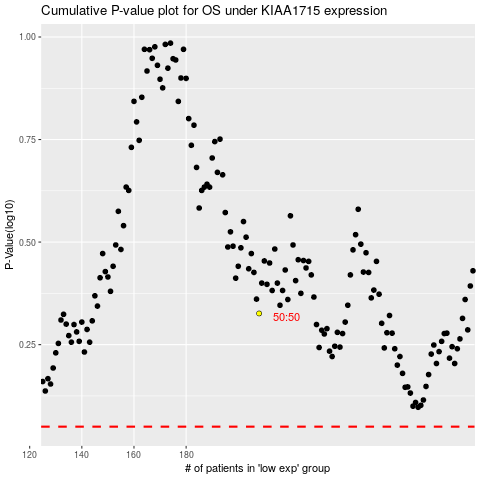 Cumulative P-value plot for OS under KIAA1715 expression
P-Value(log10)
1.00
0.75
0.50
0.25
50:50
120 140 160 180
# of patients in 'low exp' group